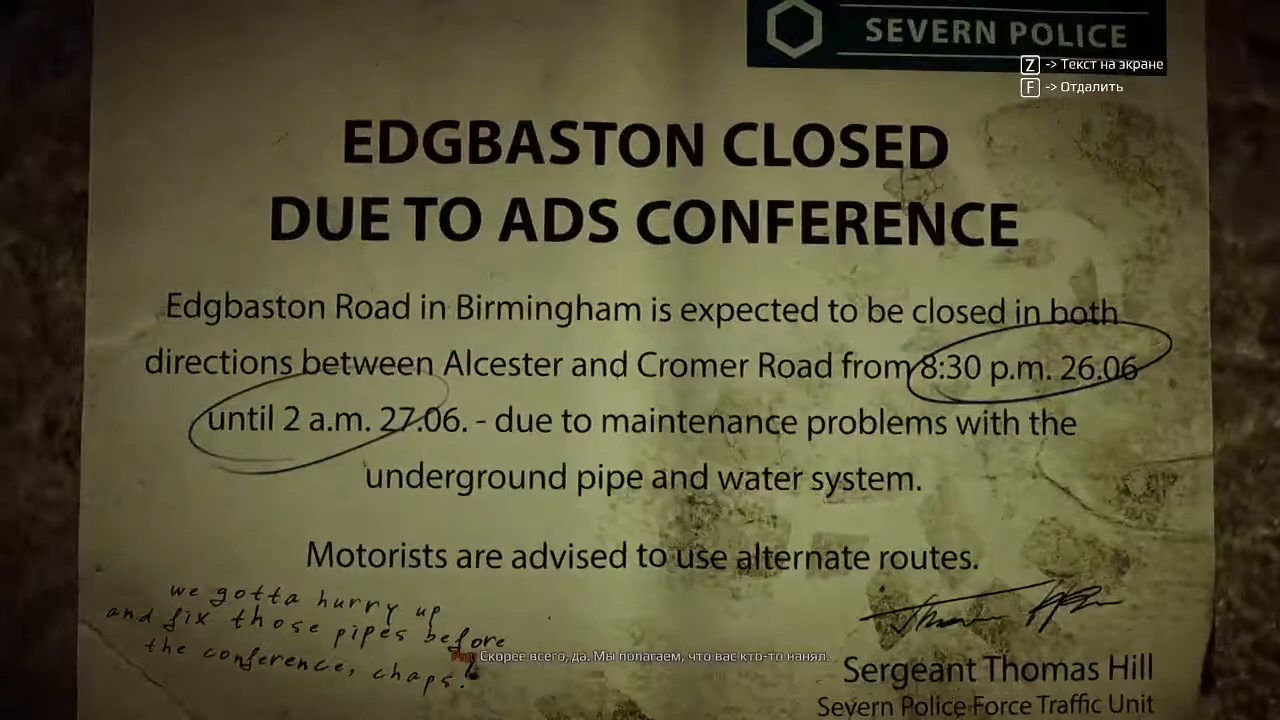 SEVERN POLICE
Z -> Текст на экране
F -> Отдалить
EDGBASTON CLOSED
DUE TO ADS CONFERENCE
Edgbaston Road in Birmingham is expected to be closed in both
directions between Alcester and Cromer Road from 8:30 p.m. 26.06
until 2 a.m. 27.06. - due to maintenance problems with the
underground pipe and water system.
Motorists are advised to use alternate routes.
we gotta hurry up
and fix those pipes before
the conference, chaps!
Скорее всего, да. Мы полагаем, что вас кто-то нанял.
Sergeant Thomas Hill
Severn Police Force Traffic Unit